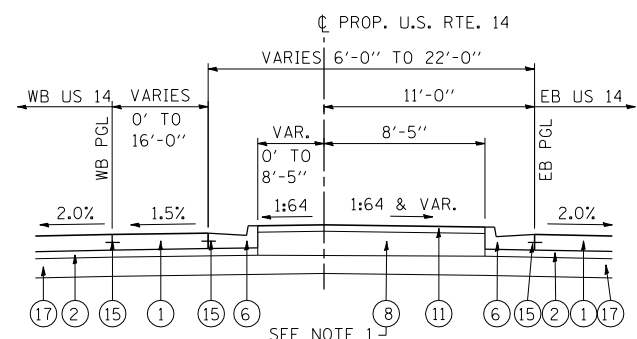 ℄ PROP. U.S. RTE. 14
VARIES 6'-0" TO 22'-0"
WB US 14
VARIES
0' TO
16'-0"
11'-0"
EB US 14
WB PGL
VAR.
0' TO
8'-5"
8'-5"
EB PGL
2.0%
1.5%
1:64
1:64 & VAR.
2.0%
17 2 15 1 15 6 8 11 6 15 2 1 17
SEE NOTE 1